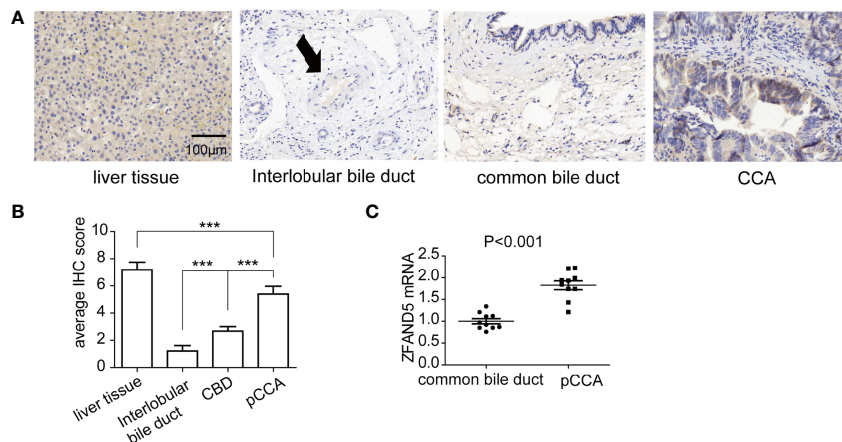 A
100μm
liver tissue
Interlobular bile duct
common bile duct
CCA
B
average IHC score
8
6
4
2
0
***
*** ***
liver tissue
Interlobular
bile duct
CBD
pCCA
C
P<0.001
ZFAND5 mRNA
2.5
2.0
1.5
1.0
0.5
0.0
common bile duct
pCCA